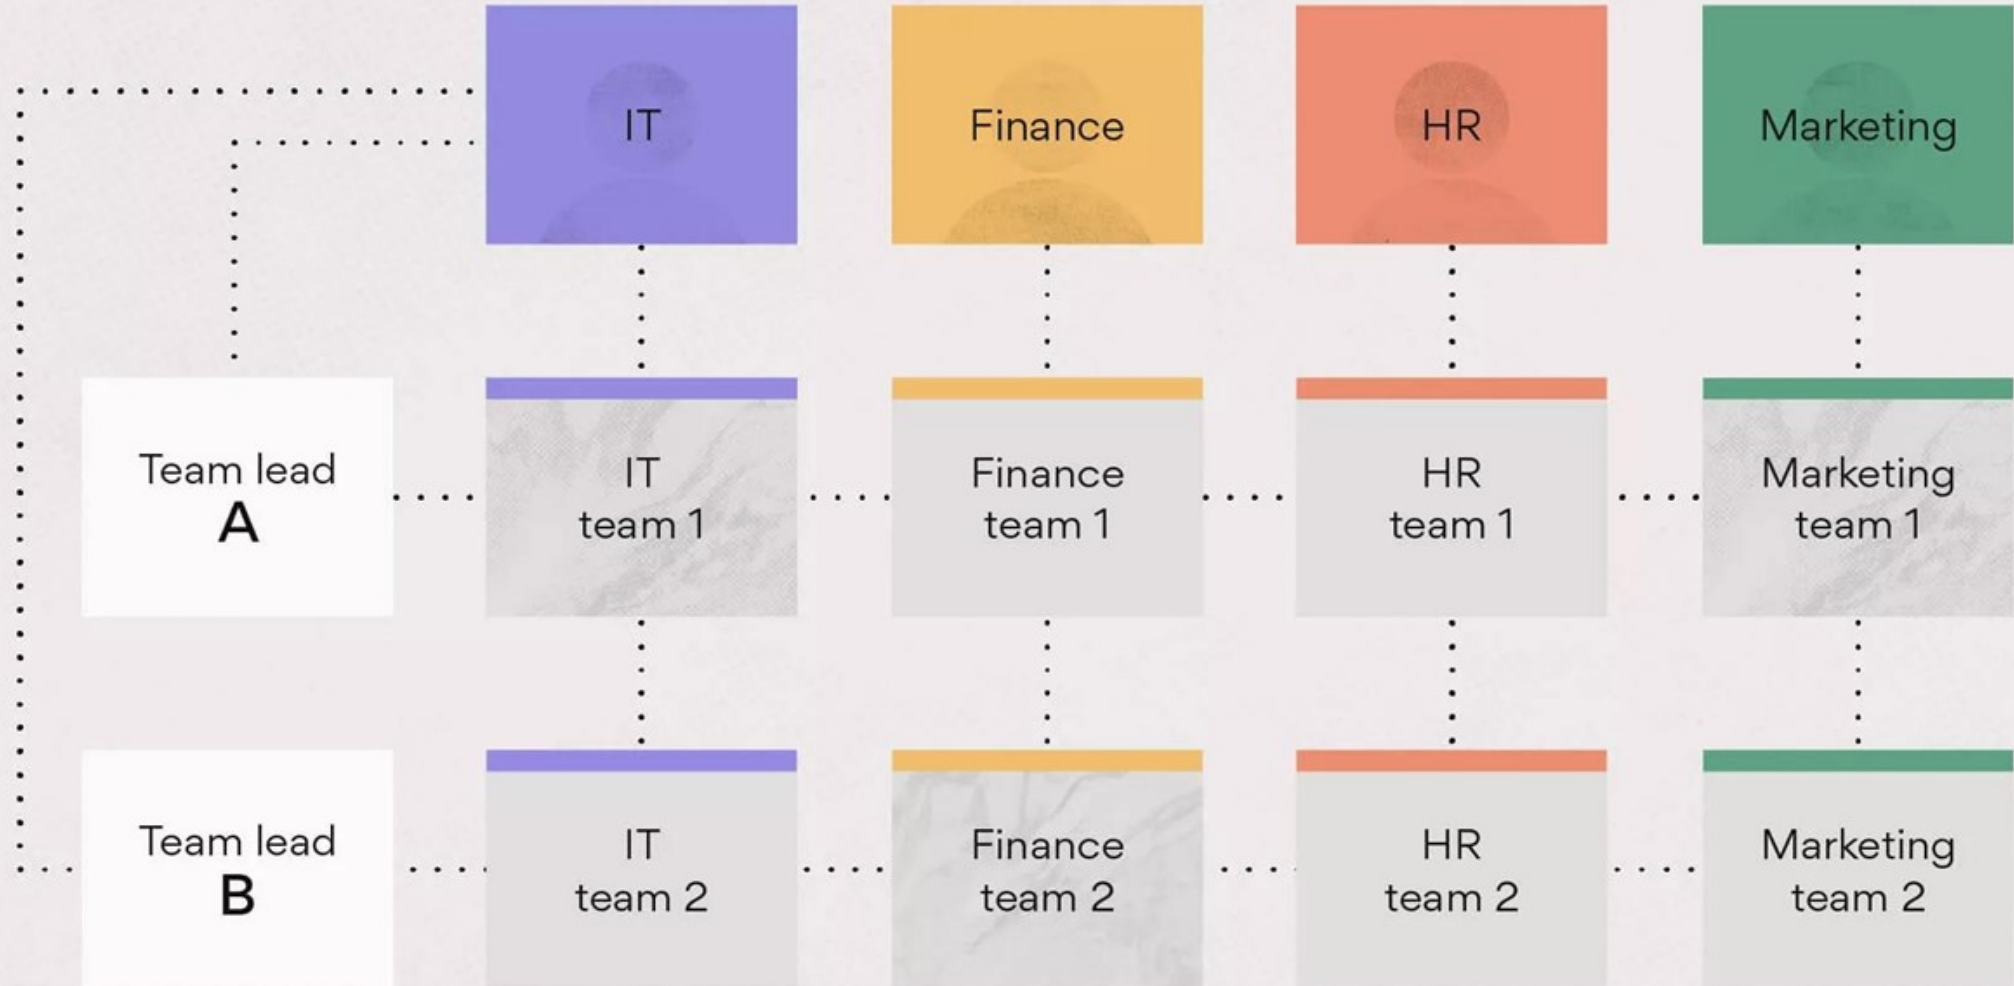 IT
Finance
HR
Marketing
Team lead
A
IT
team 1
Finance
team 1
HR
team 1
Marketing
team 1
Team lead
B
IT
team 2
Finance
team 2
HR
team 2
Marketing
team 2